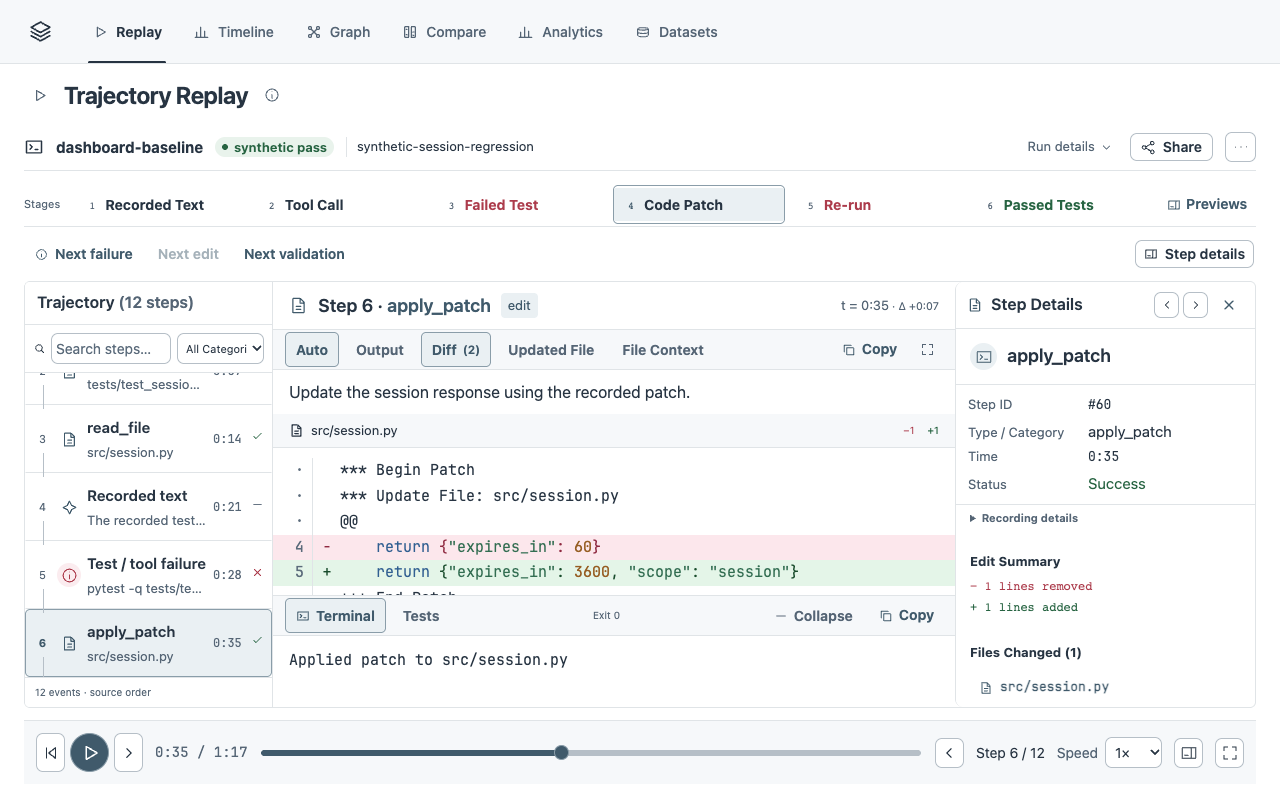 Replay Timeline Graph Compare Analytics Datasets
Trajectory Replay
dashboard-baseline synthetic pass synthetic-session-regression Run details Share ...
Stages 1 Recorded Text 2 Tool Call 3 Failed Test 4 Code Patch 5 Re-run 6 Passed Tests Previews
Next failure Next edit Next validation Step details
Trajectory (12 steps)
Search steps... All Categori
tests/test_sessio...
3 read_file 0:14
src/session.py
4 Recorded text 0:21
The recorded test...
5 Test / tool failure 0:28
pytest -q tests/te...
6 apply_patch 0:35
src/session.py
12 events · source order
Step 6 · apply_patch edit t = 0:35 · Δ +0:07
Auto Output Diff (2) Updated File File Context Copy
Update the session response using the recorded patch.
src/session.py −1 +1
· *** Begin Patch
· *** Update File: src/session.py
· @@
4 - return {"expires_in": 60}
5 + return {"expires_in": 3600, "scope": "session"}
*** End Patch
Terminal Tests Exit 0 Collapse Copy
Applied patch to src/session.py
Step Details
apply_patch
Step ID #60
Type / Category apply_patch
Time 0:35
Status Success
Recording details
Edit Summary
− 1 lines removed
+ 1 lines added
Files Changed (1)
src/session.py
0:35 / 1:17 Step 6 / 12 Speed 1×